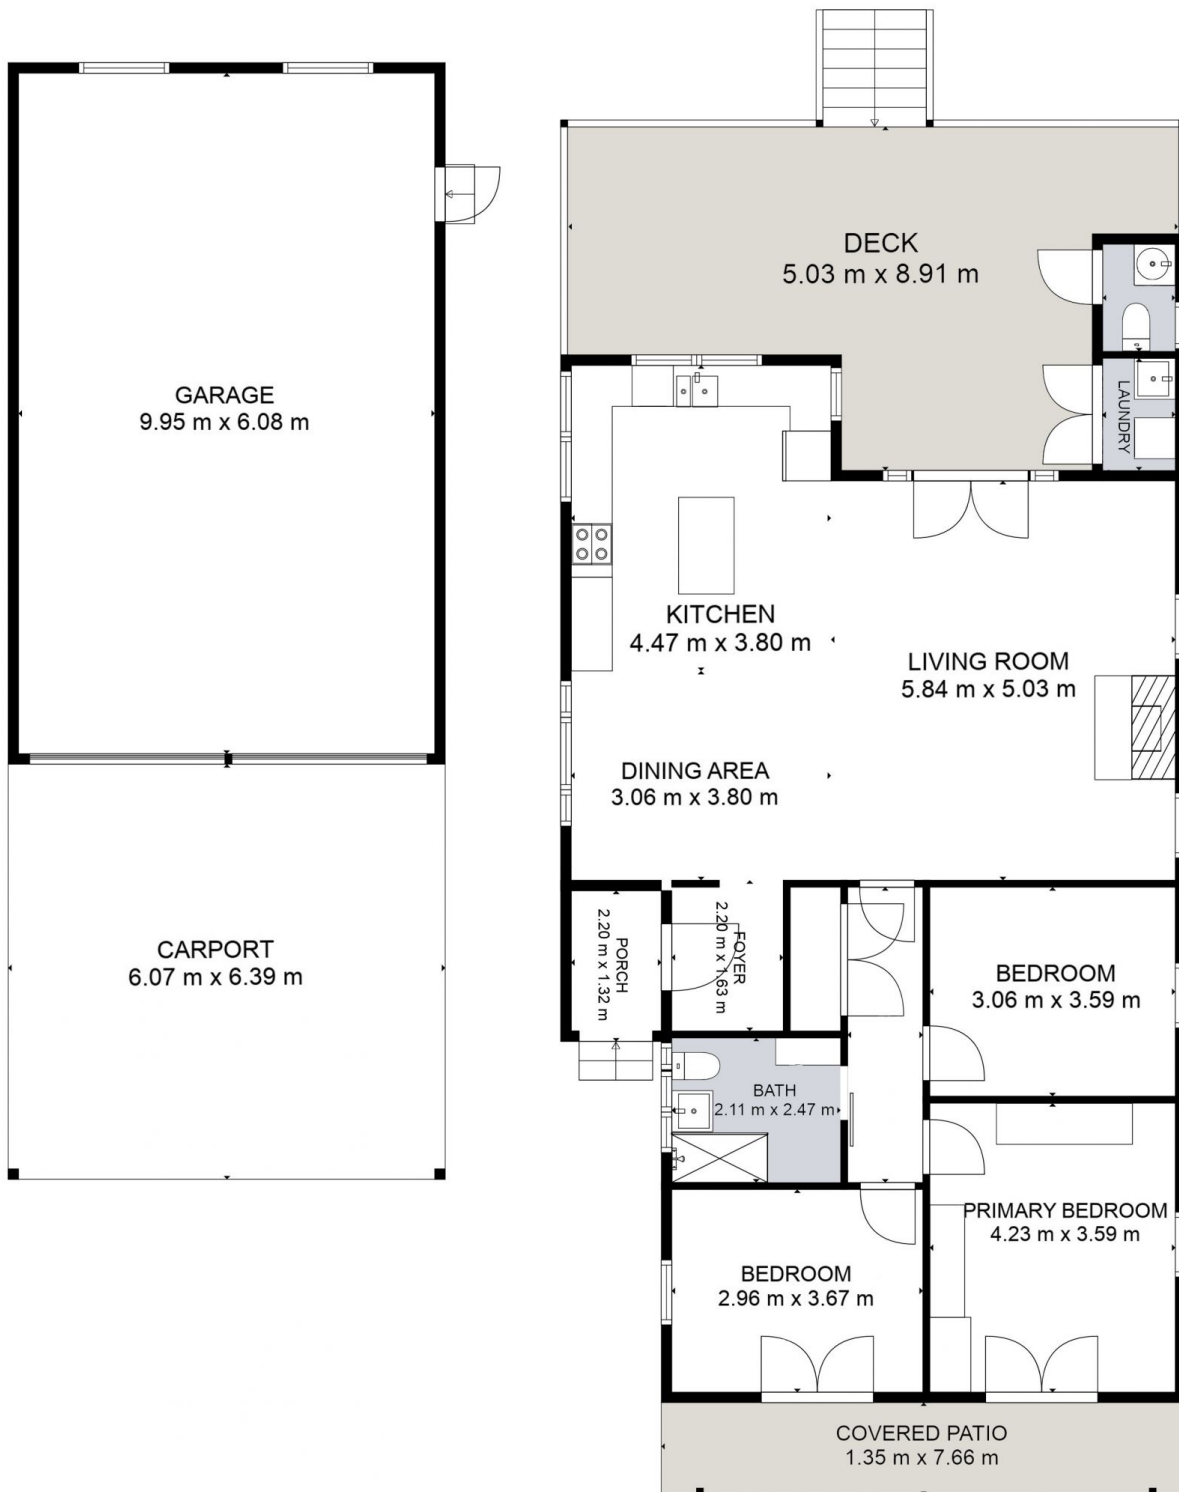 DECK
5.03 m x 8.91 m
GARAGE
9.95 m x 6.08 m
LAUNDRY
KITCHEN
4.47 m x 3.80 m
LIVING ROOM
5.84 m x 5.03 m
DINING AREA
3.06 m x 3.80 m
CARPORT
6.07 m x 6.39 m
PORCH
2.20 m x 1.32 m
FOYER
2.20 m x 1.63 m
BEDROOM
3.06 m x 3.59 m
BATH
2.11 m x 2.47 m
PRIMARY BEDROOM
4.23 m x 3.59 m
BEDROOM
2.96 m x 3.67 m
COVERED PATIO
1.35 m x 7.66 m